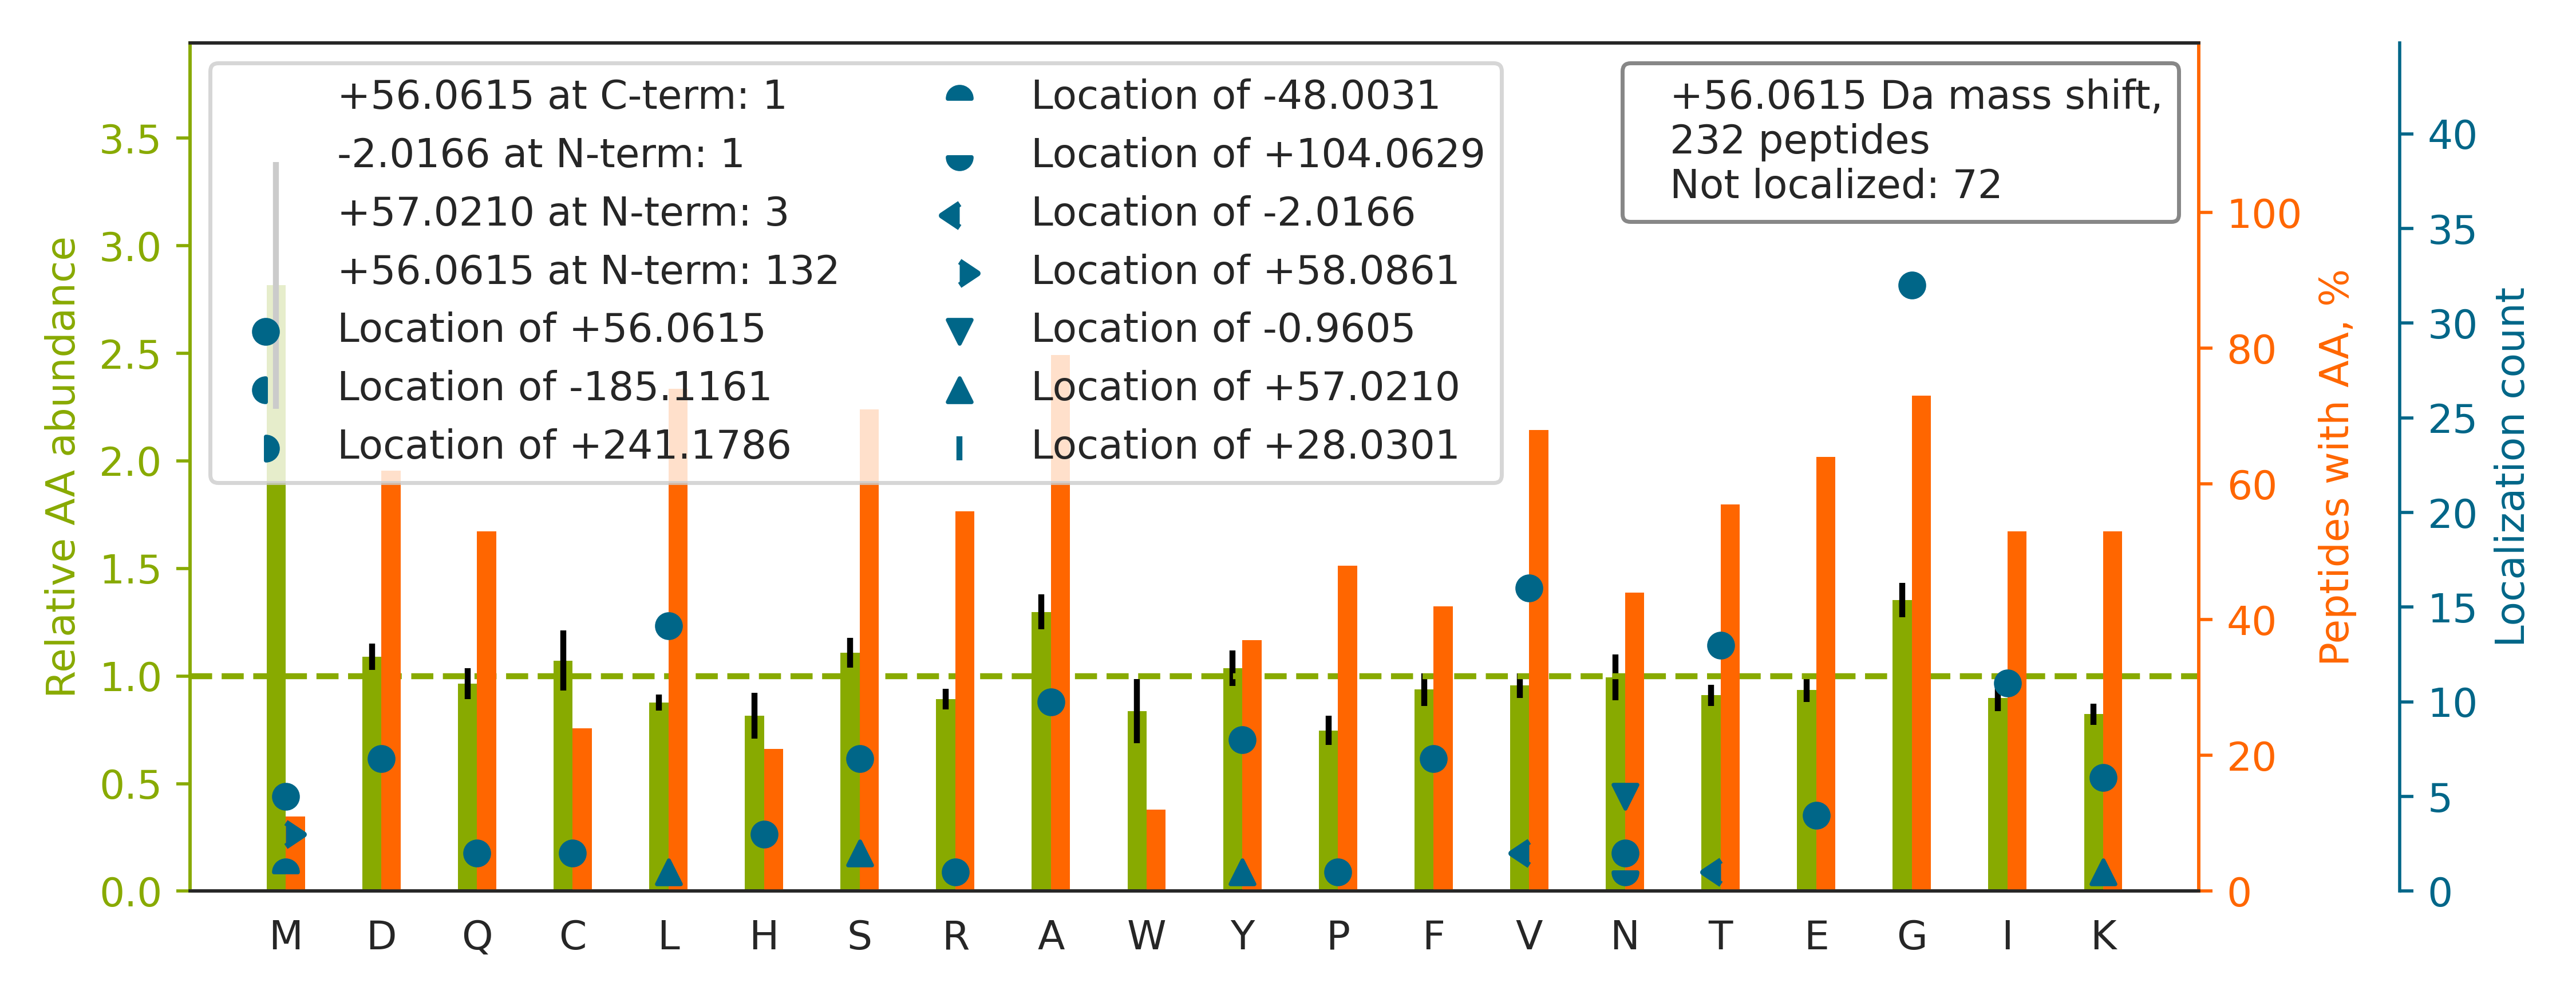 +56.0615 at C-term: 1
-2.0166 at N-term: 1
+57.0210 at N-term: 3
+56.0615 at N-term: 132
Location of +56.0615
Location of -185.1161
Location of +241.1786
Location of -48.0031
Location of +104.0629
Location of -2.0166
Location of +58.0861
Location of -0.9605
Location of +57.0210
Location of +28.0301
+56.0615 Da mass shift,
232 peptides
Not localized: 72
Relative AA abundance
3.5
3.0
2.5
2.0
1.5
1.0
0.5
0.0
M D Q C L H S R A W Y P F V N T E G I K
100
80
60
40
20
0
Peptides with AA, %
40
35
30
25
20
15
10
5
0
Localization count